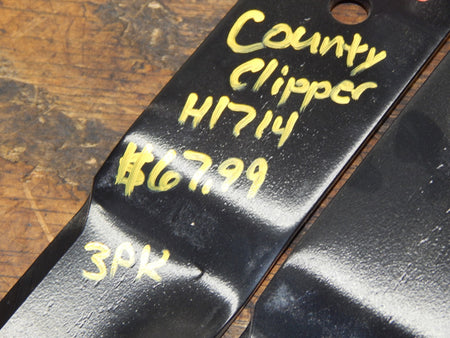 County
Clipper
H1714
$67.99
3PK